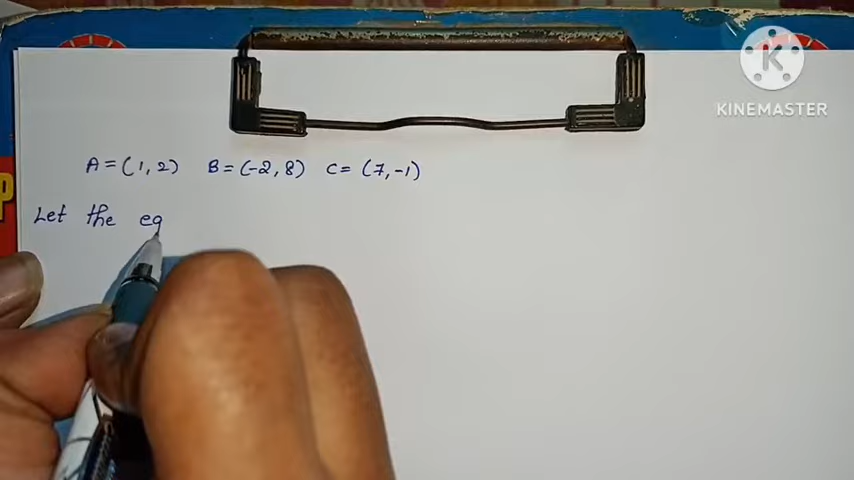 KINEMASTER
A = (1, 2) B = (-2, 8) C = (7, -1)
Let the eq